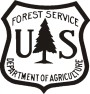 FOREST SERVICE
U S
DEPARTMENT OF AGRICULTURE